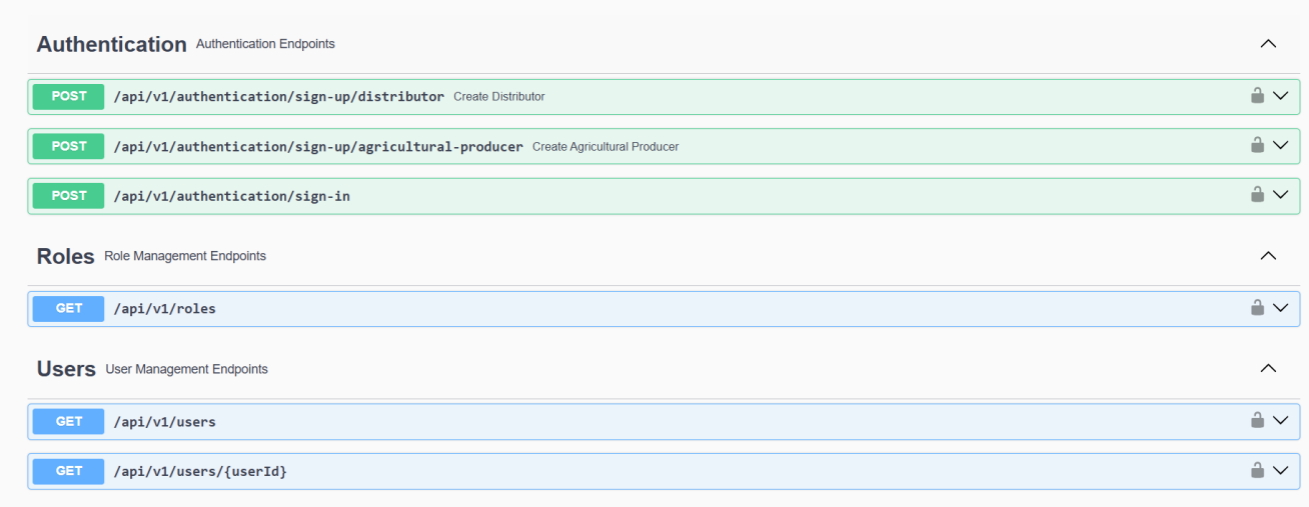 Authentication Authentication Endpoints
POST /api/v1/authentication/sign-up/distributor Create Distributor
POST /api/v1/authentication/sign-up/agricultural-producer Create Agricultural Producer
POST /api/v1/authentication/sign-in
Roles Role Management Endpoints
GET /api/v1/roles
Users User Management Endpoints
GET /api/v1/users
GET /api/v1/users/{userId}